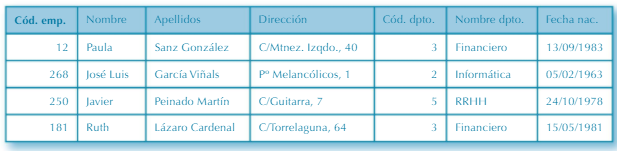 Cód. emp. Nombre Apellidos Dirección Cód. dpto. Nombre dpto. Fecha nac.
12 Paula Sanz González C/Mtnez. Izqdo., 40 3 Financiero 13/09/1983
268 José Luis García Viñals Pº Melancólicos, 1 2 Informática 05/02/1963
250 Javier Peinado Martín C/Guitarra, 7 5 RRHH 24/10/1978
181 Ruth Lázaro Cardenal C/Torrelaguna, 64 3 Financiero 15/05/1981